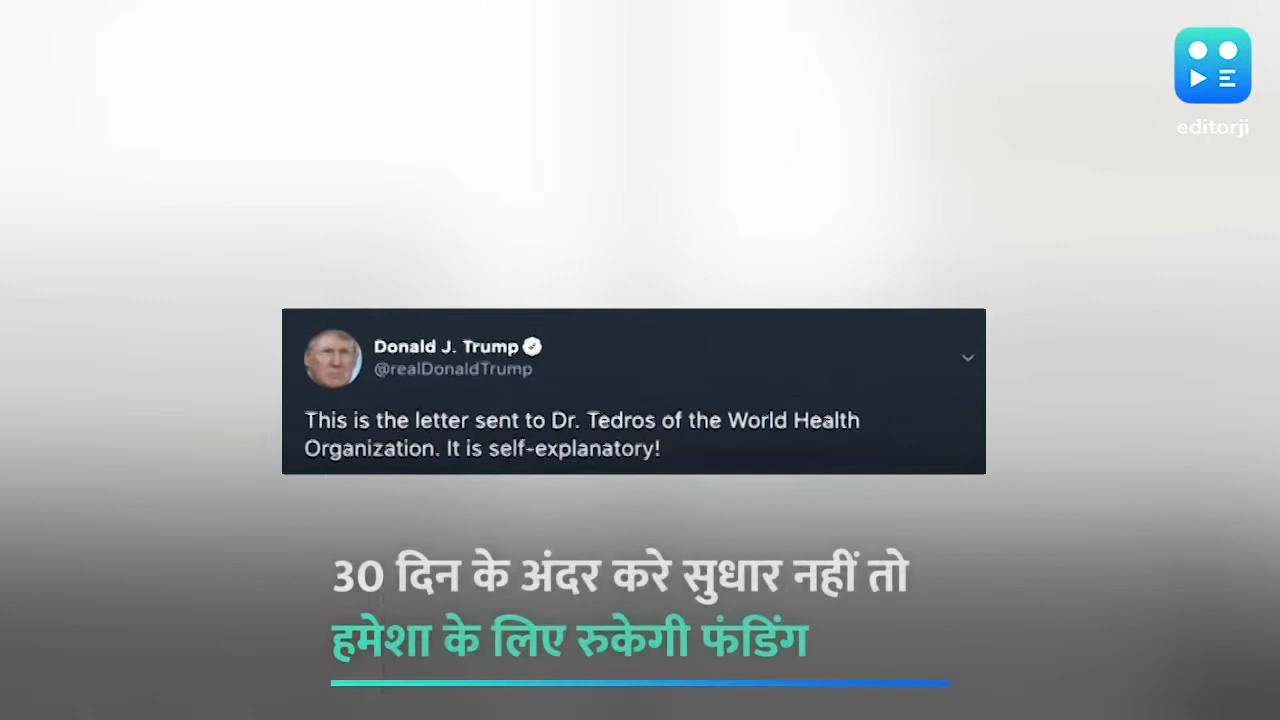 editorji
Donald J. Trump
@realDonaldTrump
This is the letter sent to Dr. Tedros of the World Health
Organization. It is self-explanatory!
30 दिन के अंदर करे सुधार नहीं तो
हमेशा के लिए रुकेगी फंडिंग